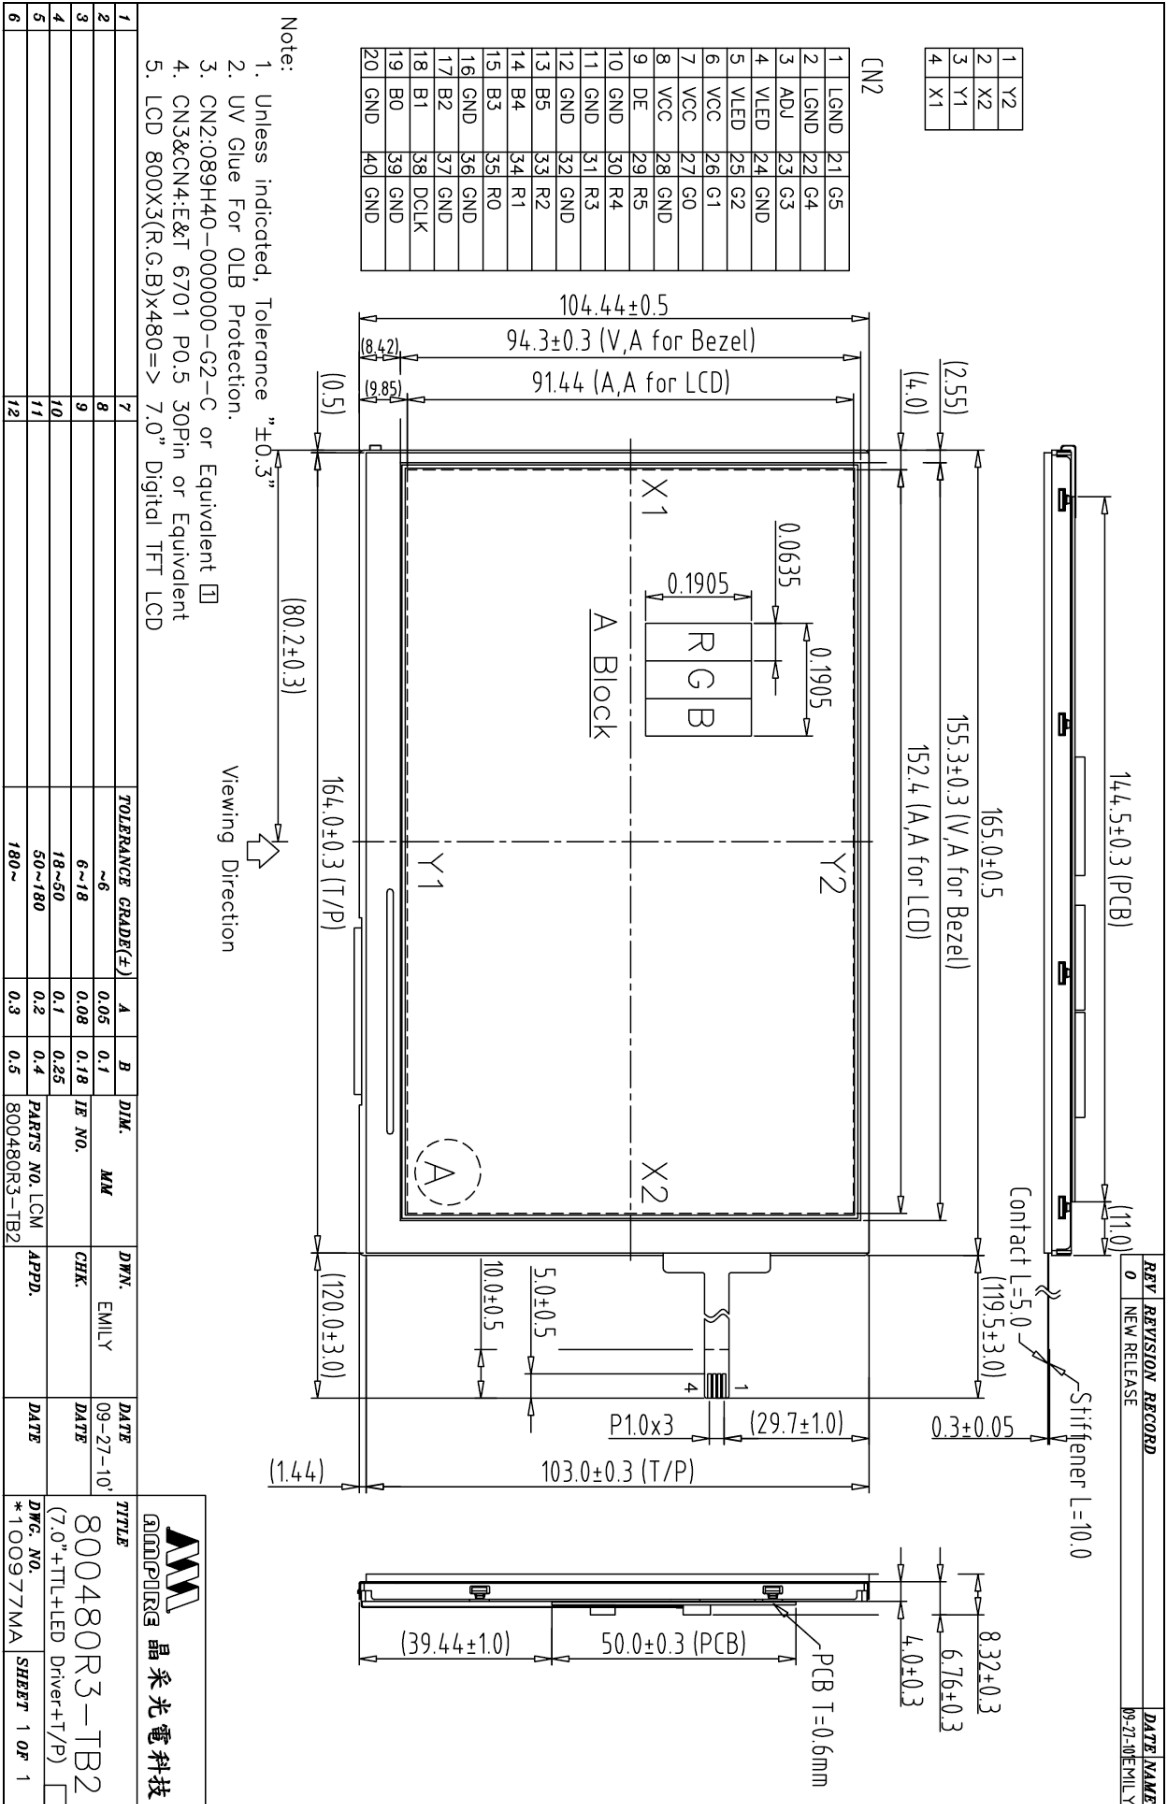 REV REVISION RECORD DATE NAME
0 NEW RELEASE 09-27-10' EMILY
1 Y2
2 X2
3 Y1
4 X1
CN2
1 LGND 21 G5
2 LGND 22 G4
3 ADJ 23 G3
4 VLED 24 GND
5 VLED 25 G2
6 VCC 26 G1
7 VCC 27 G0
8 VCC 28 GND
9 DE 29 R5
10 GND 30 R4
11 GND 31 R3
12 GND 32 GND
13 B5 33 R2
14 B4 34 R1
15 B3 35 R0
16 GND 36 GND
17 B2 37 GND
18 B1 38 DCLK
19 B0 39 GND
20 GND 40 GND
144.5±0.3 (PCB)
(11.0)
165.0±0.5
(119.5±3.0)
(2.55)
155.3±0.3 (V,A for Bezel)
(4.0)
152.4 (A,A for LCD)
Contact L=5.0
Stiffener L=10.0
0.3±0.05
104.44±0.5
94.3±0.3 (V,A for Bezel)
(8.42)
91.44 (A,A for LCD)
(9.85)
X1
Y2
X2
Y1
A
0.0635
0.1905
0.1905
R G B
A Block
1
4
5.0±0.5
10.0±0.5
P1.0x3
(29.7±1.0)
103.0±0.3 (T/P)
(1.44)
(0.5)
164.0±0.3 (T/P)
(120.0±3.0)
(80.2±0.3)
Viewing Direction
8.32±0.3
6.76±0.3
4.0±0.3
PCB T=0.6mm
50.0±0.3 (PCB)
(39.44±1.0)
Note:
1. Unless indicated, Tolerance "±0.3"
2. UV Glue For OLB Protection.
3. CN2:089H40-000000-G2-C or Equivalent 1
4. CN3&CN4:E&T 6701 P0.5 30Pin or Equivalent
5. LCD 800X3(R.G.B)x480=> 7.0" Digital TFT LCD
AMPIRE 晶采光電科技
1 7 TOLERANCE GRADE(±) A B
2 8 ~6 0.05 0.1
3 9 6~18 0.08 0.18
4 10 18~50 0.1 0.25
5 11 50~180 0.2 0.4
6 12 180~ 0.3 0.5
DIM. MM
IE NO.
PARTS NO. LCM
800480R3-TB2
DWN. EMILY
CHK.
APPD.
DATE 09-27-10'
DATE
DATE
TITLE
800480R3-TB2
(7.0"+TTL+LED Driver+T/P)
DWG. NO. *100977MA
SHEET 1 OF 1